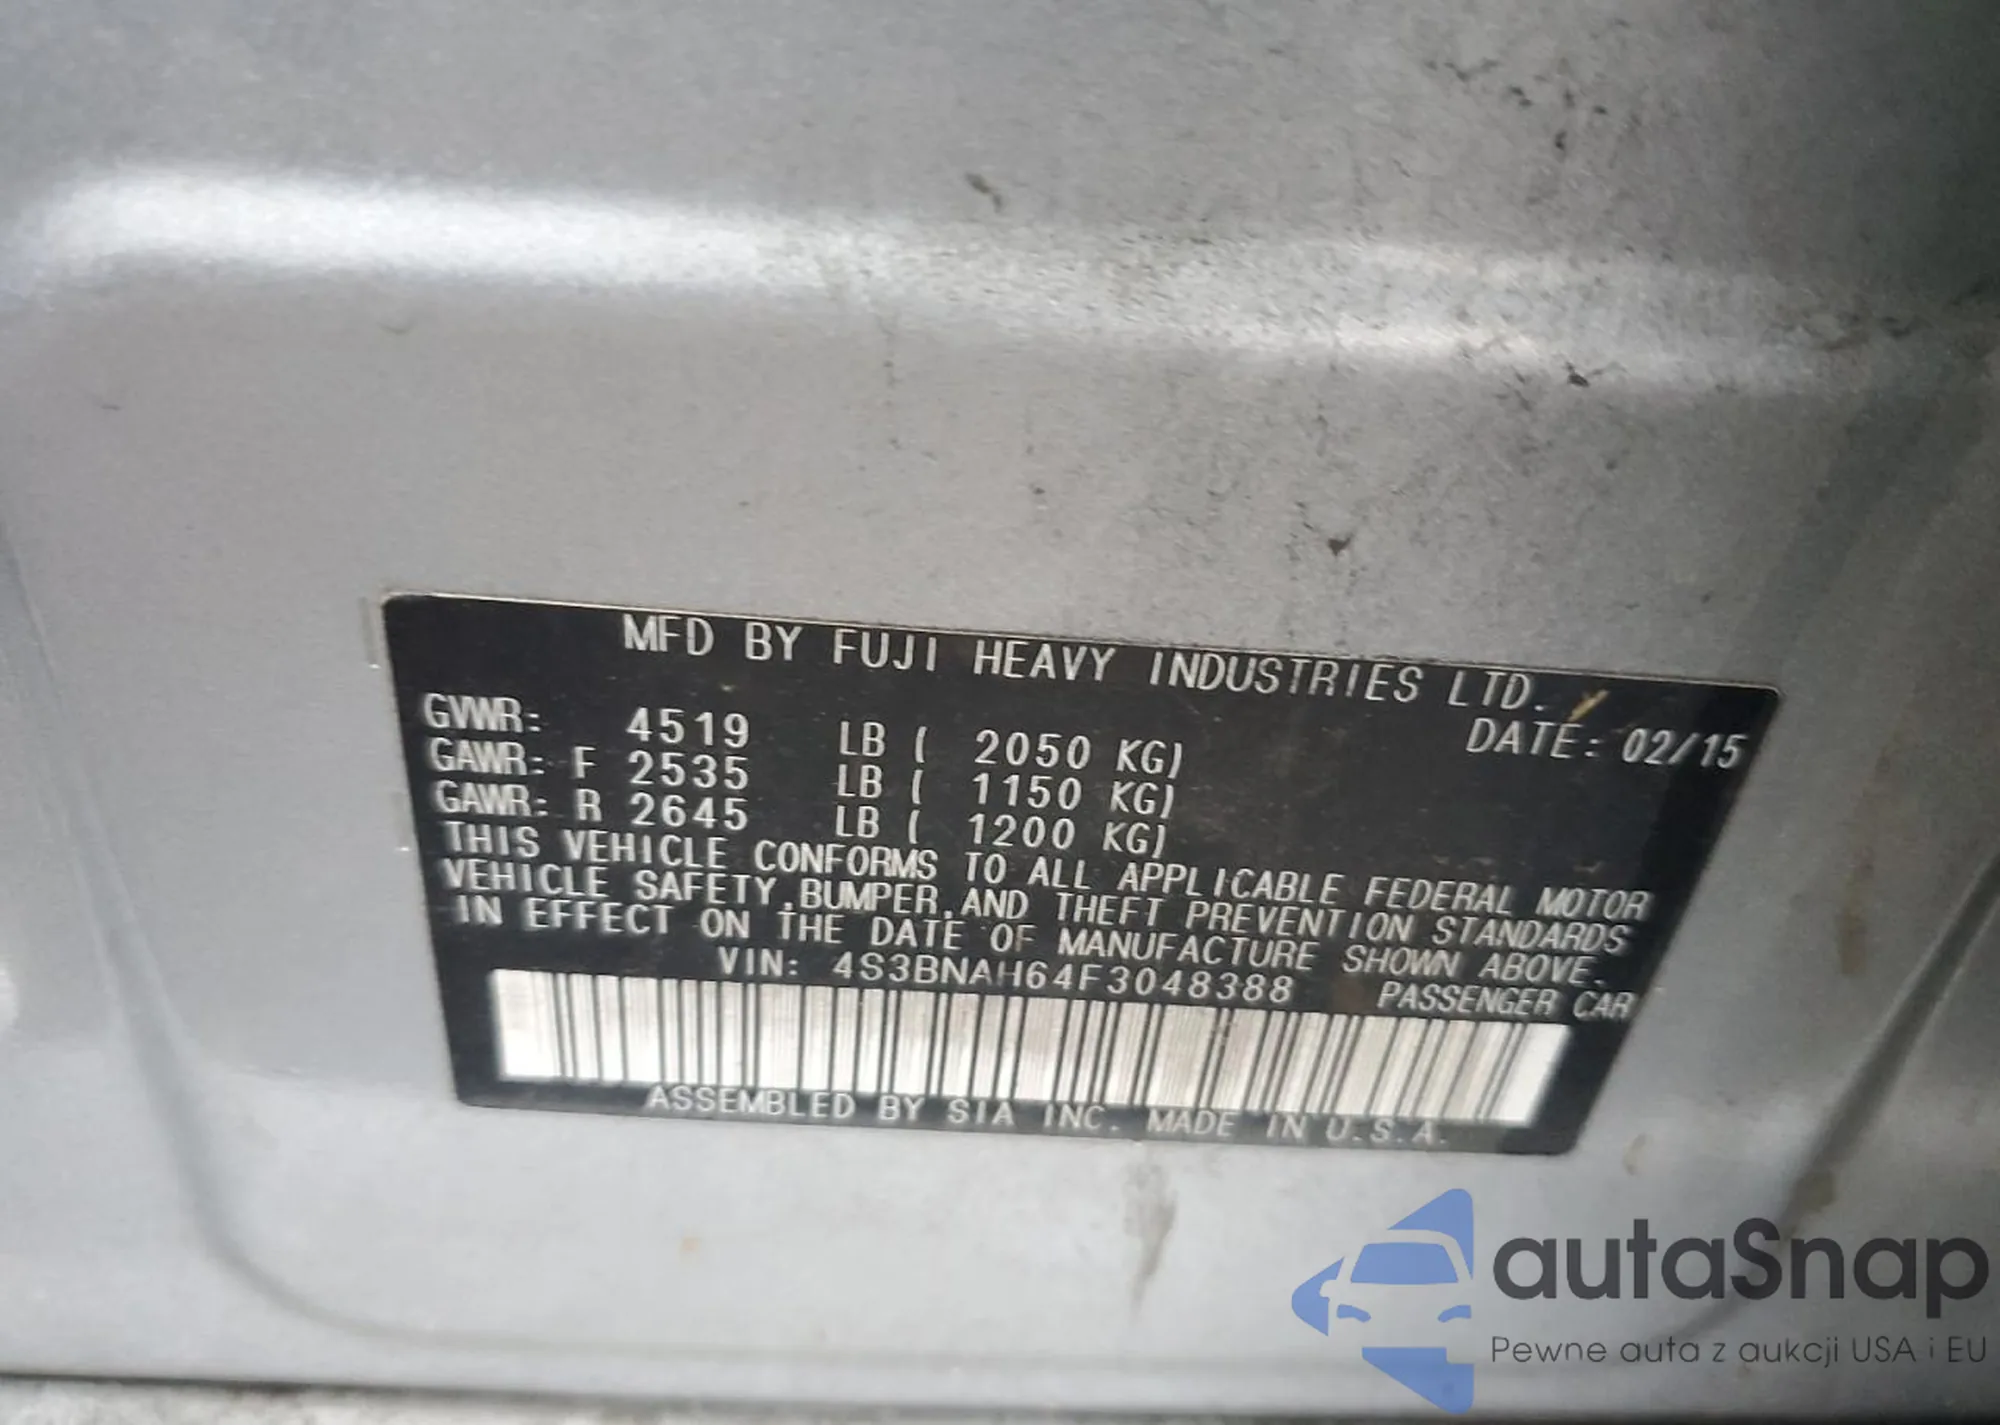 MFD BY FUJI HEAVY INDUSTRIES LTD.
GVWR: 4519 LB ( 2050 KG) DATE: 02/15
GAWR: F 2535 LB ( 1150 KG)
GAWR: R 2645 LB ( 1200 KG)
THIS VEHICLE CONFORMS TO ALL APPLICABLE FEDERAL MOTOR
VEHICLE SAFETY,BUMPER,AND THEFT PREVENTION STANDARDS
IN EFFECT ON THE DATE OF MANUFACTURE SHOWN ABOVE.
VIN: 4S3BNAH64F3048388 PASSENGER CAR
ASSEMBLED BY SIA INC. MADE IN U.S.A.
autaSnap
Pewne auta z aukcji USA i EU